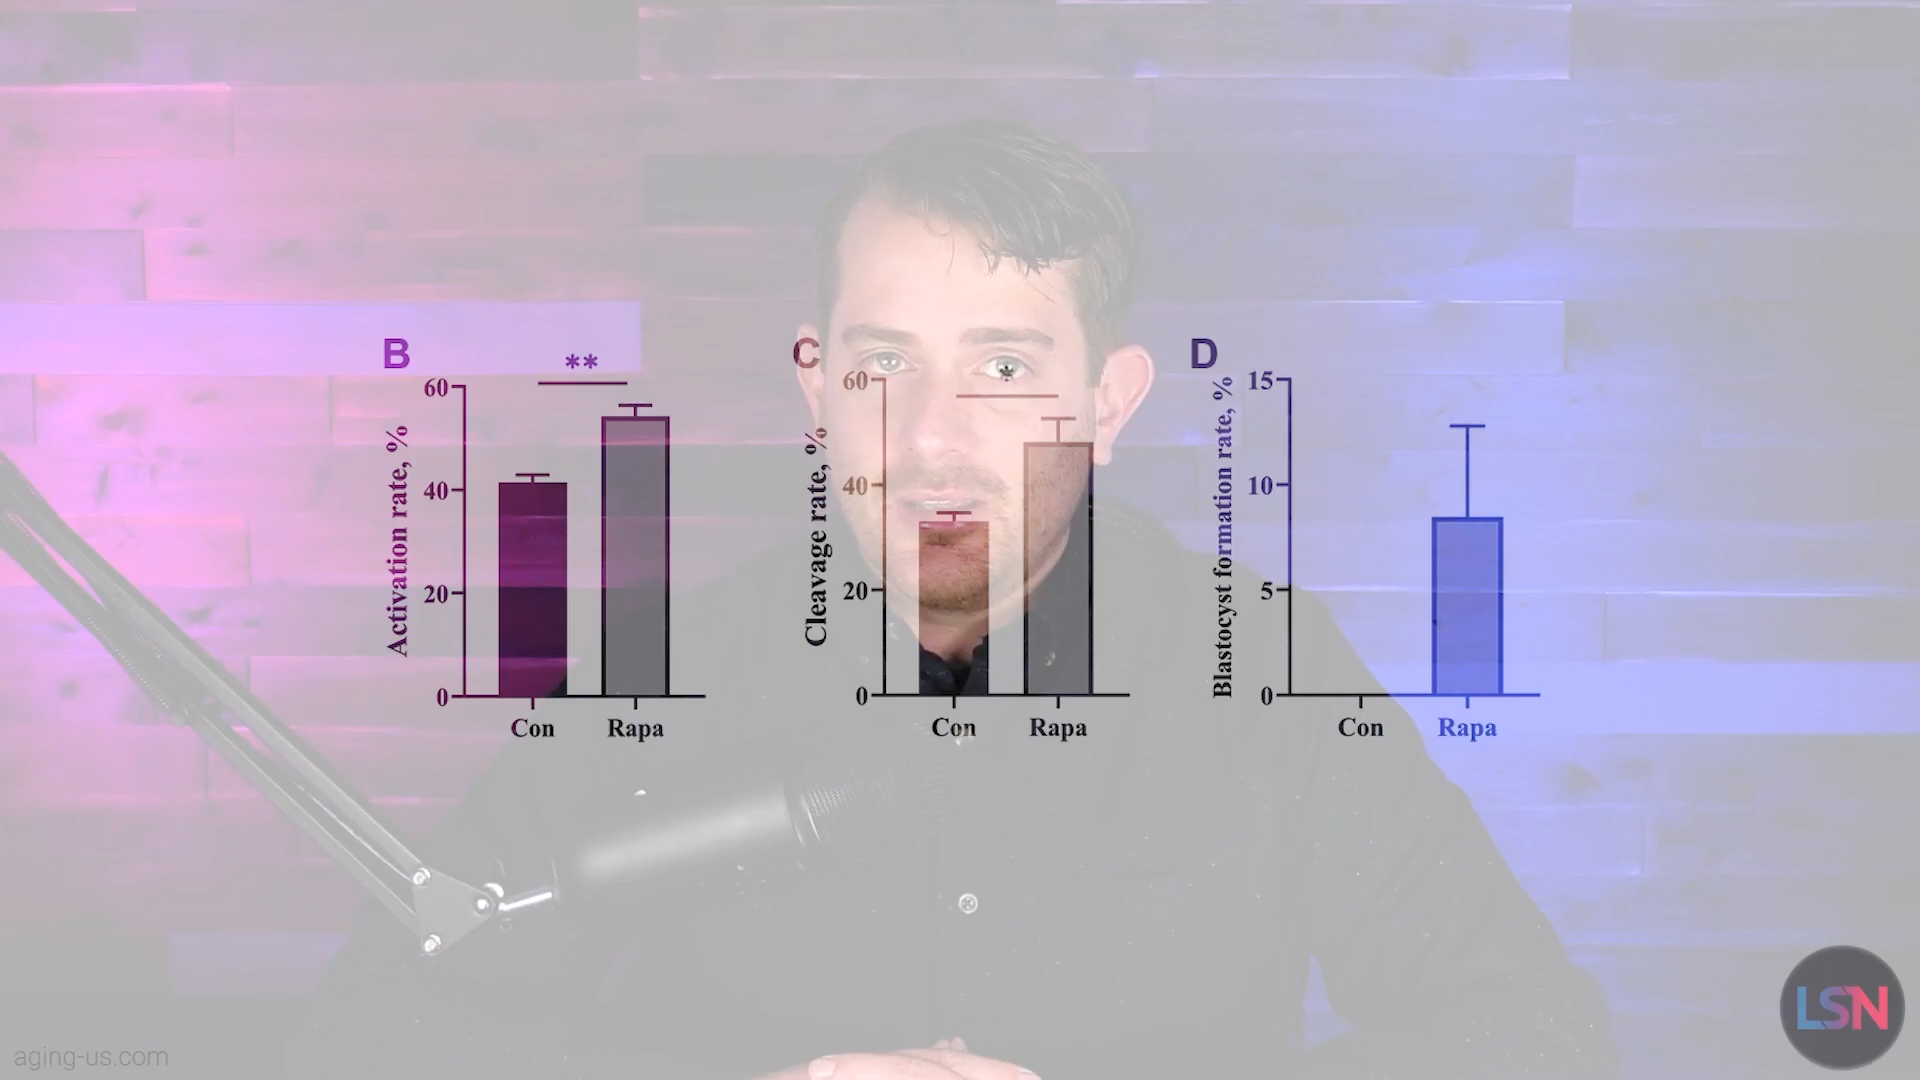 B
**
60
40
20
0
Activation rate, %
Con
Rapa
C
*
60
40
20
0
Cleavage rate, %
Con
Rapa
D
15
10
5
0
Blastocyst formation rate, %
Con
Rapa
aging-us.com
LSN